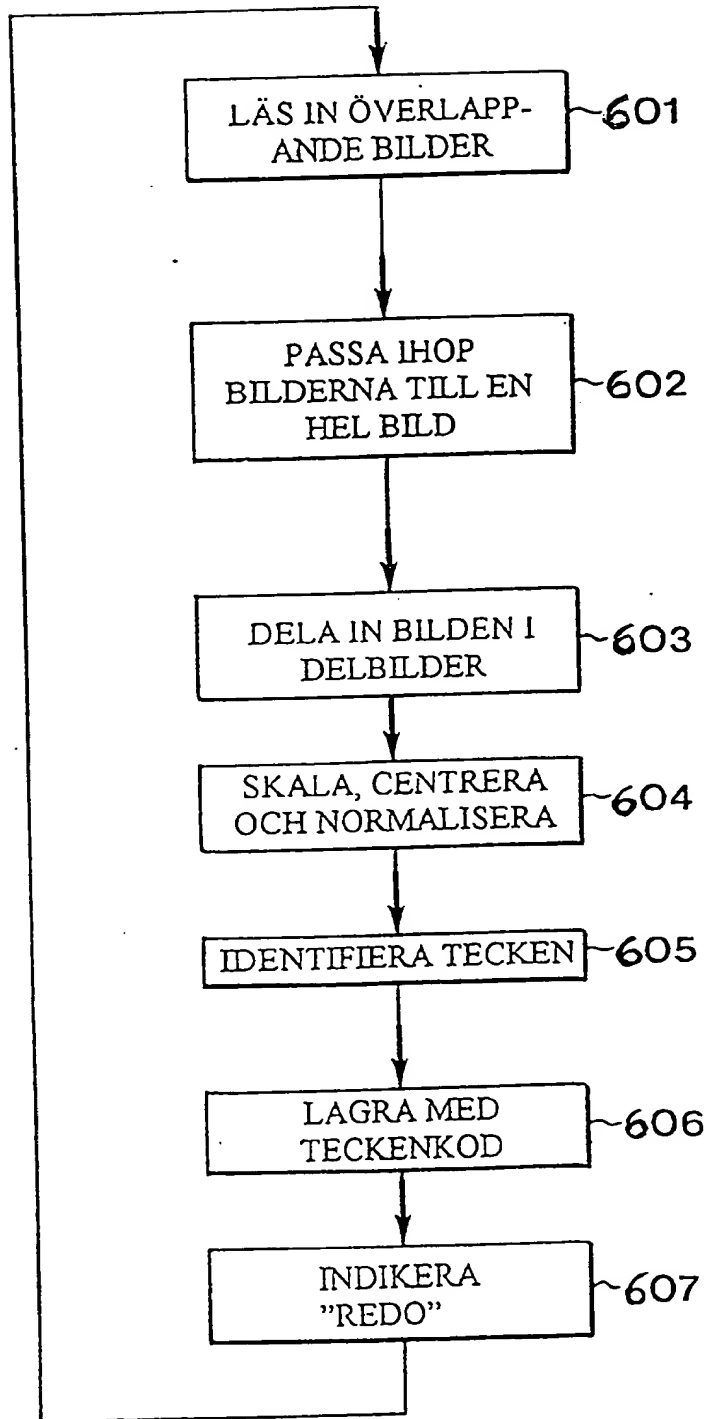 LÄS IN ÖVERLAPP-
ANDE BILDER
601
PASSA IHOP
BILDERNA TILL EN
HEL BILD
602
DELA IN BILDEN I
DELBILDER
603
SKALA, CENTRERA
OCH NORMALISERA
604
IDENTIFIERA TECKEN
605
LAGRA MED
TECKENKOD
606
INDIKERA
”REDO”
607